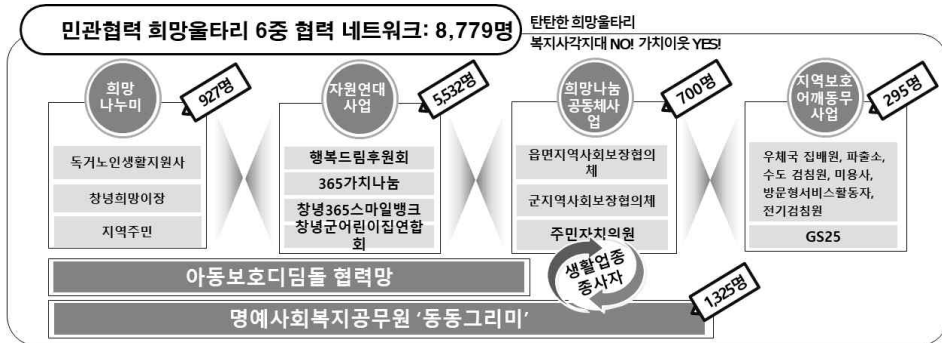 민관협력 희망울타리 6중 협력 네트워크: 8,779명
탄탄한 희망울타리
복지사각지대 NO! 가치이웃 YES!
희망
나누미
927명
독거노인생활지원사
창녕희망이장
지역주민
자원연대
사업
5,532명
행복드림후원회
365가치나눔
창녕365스마일뱅크
창녕군어린이집연합
회
희망나눔
공동체사
업
700명
읍면지역사회보장협의
체
군지역사회보장협의체
주민자치의원
지역보호
어깨동무
사업
295명
우체국 집배원, 파출소,
수도 검침원, 미용사,
방문형서비스활동자,
전기검침원
GS25
아동보호디딤돌 협력망
생활업종
종사자
1,325명
명예사회복지공무원 ‘동동그리미’